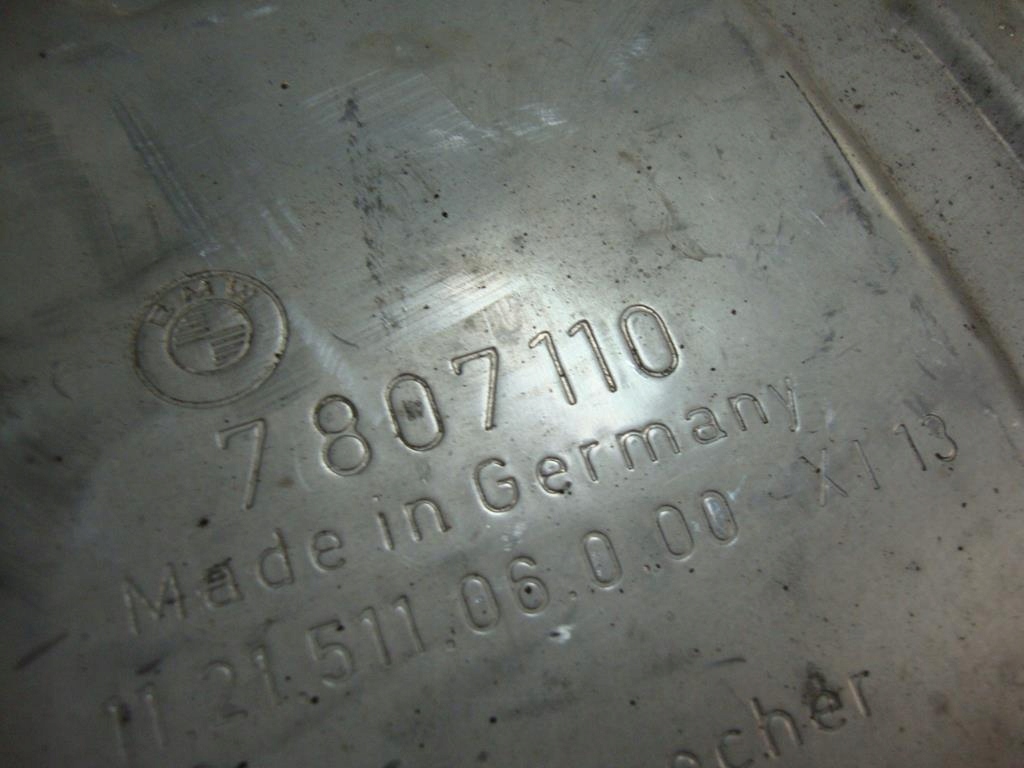 BMW
7807110
Made in Germany
11 21.511.06.0.00 XI 13